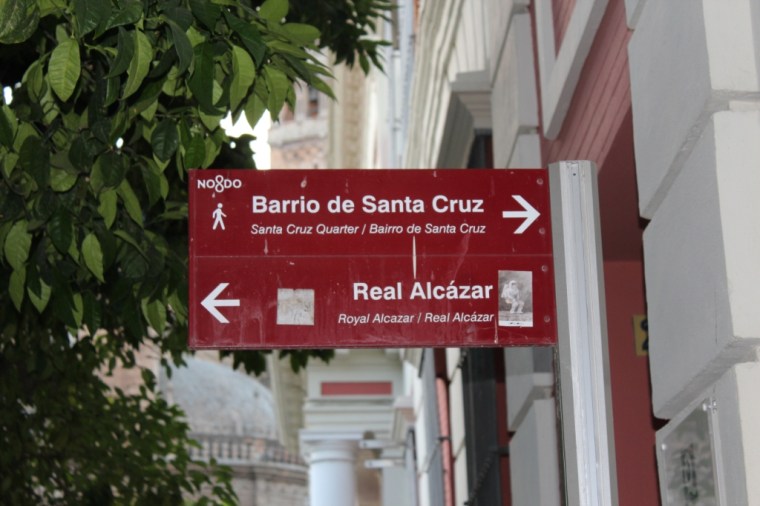 NO8DO
Barrio de Santa Cruz
Santa Cruz Quarter / Bairro de Santa Cruz
Real Alcázar
Royal Alcazar / Real Alcázar